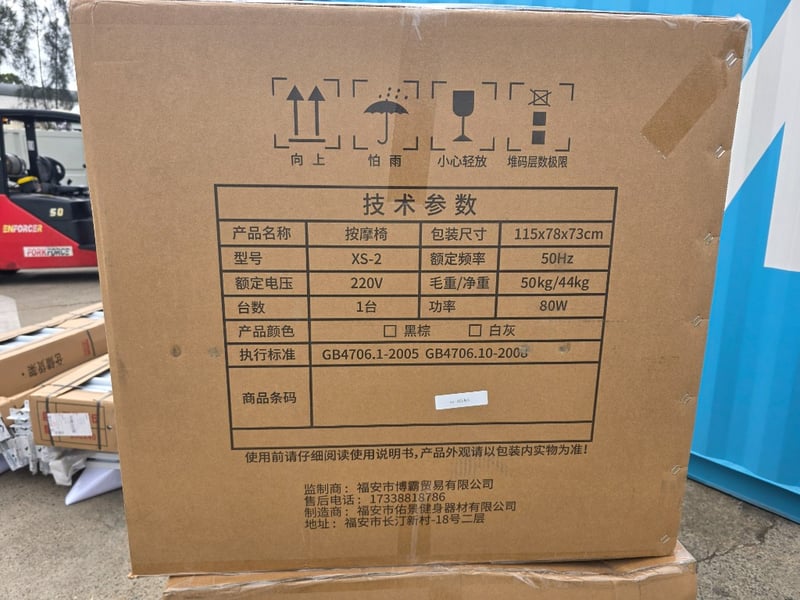 向上 怕雨 小心轻放 堆码层数极限
技术参数
产品名称 按摩椅 包装尺寸 115x78x73cm
型号 XS-2 额定频率 50Hz
额定电压 220V 毛重/净重 50kg/44kg
台数 1台 功率 80W
产品颜色 黑棕 白灰
执行标准 GB4706.1-2005 GB4706.10-2008
商品条码
使用前请仔细阅读使用说明书,产品外观请以包装内实物为准!
监制商：福安市博霸贸易有限公司
售后电话：17338818786
制造商：福安市佑景健身器材有限公司
地址：福安市长汀新村-18号二层
50
ENFORCER
FORKFORCE
仓储货架